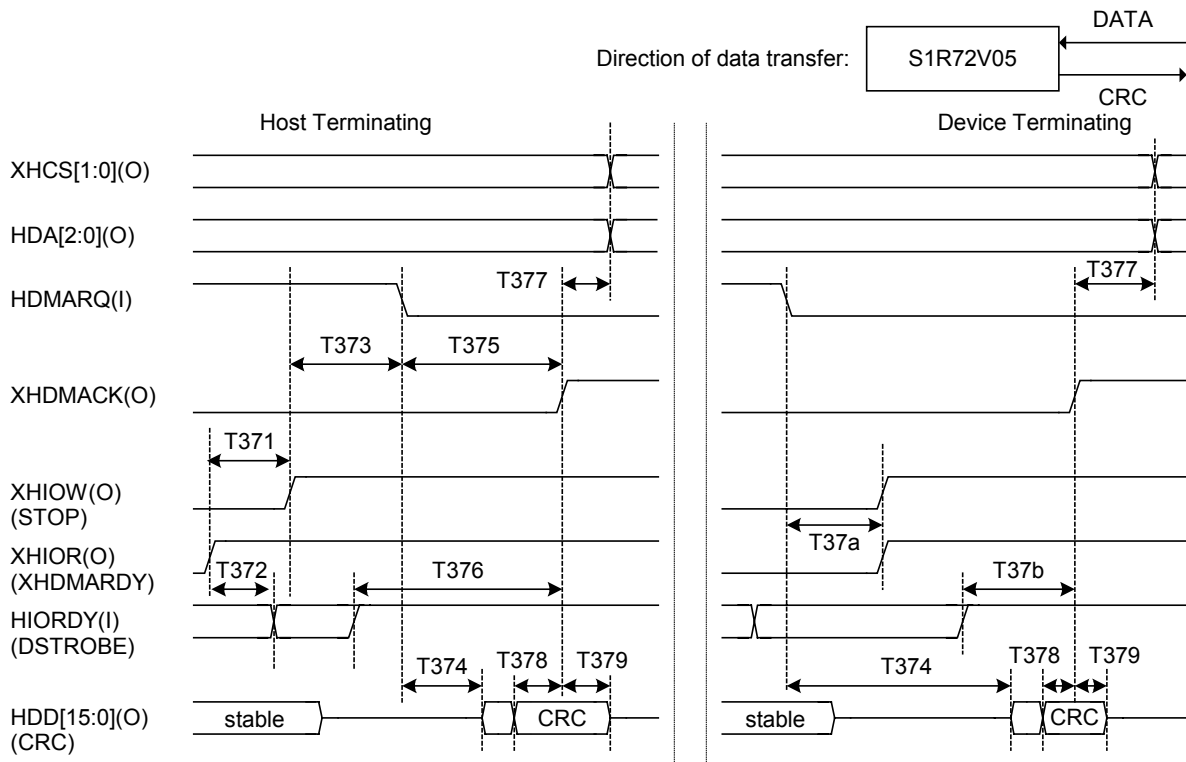 DATA
Direction of data transfer: S1R72V05
CRC
Host Terminating Device Terminating
XHCS[1:0](O)
HDA[2:0](O)
T377 T377
HDMARQ(I)
T373 T375
XHDMACK(O)
T371
XHIOW(O)
(STOP)
T37a
XHIOR(O)
(XHDMARDY)
T372 T376 T37b
HIORDY(I)
(DSTROBE)
T374 T378 T379 T374 T378 T379
HDD[15:0](O) stable CRC stable CRC
(CRC)